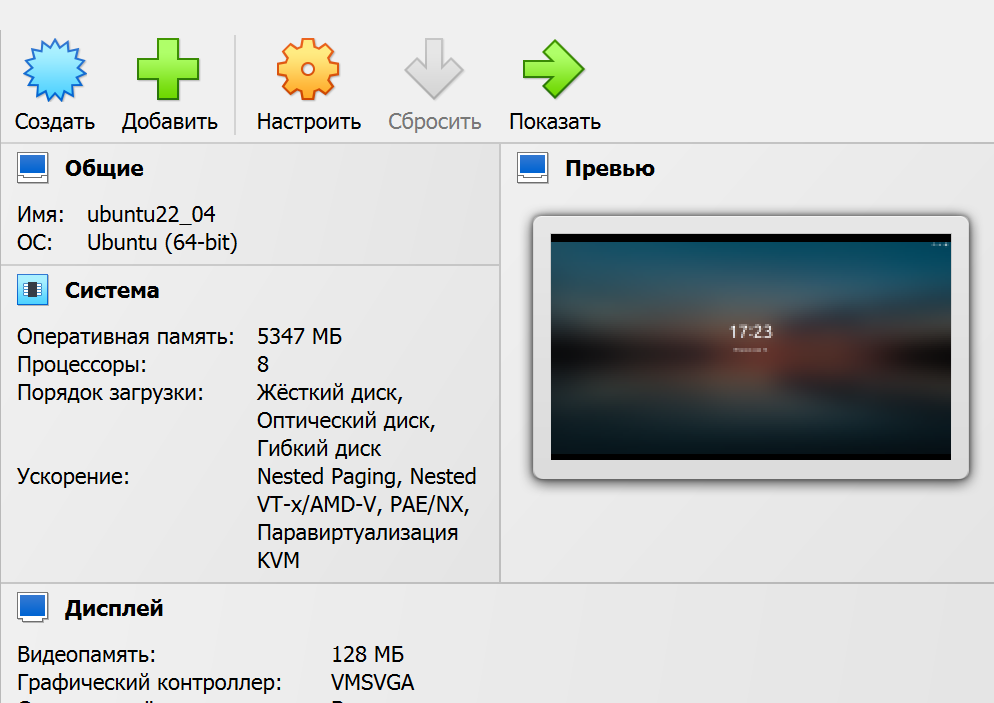 Создать Добавить Настроить Сбросить Показать
Общие
Имя: ubuntu22_04
ОС: Ubuntu (64-bit)
Система
Оперативная память: 5347 МБ
Процессоры: 8
Порядок загрузки: Жёсткий диск,
Оптический диск,
Гибкий диск
Ускорение: Nested Paging, Nested
VT-x/AMD-V, PAE/NX,
Паравиртуализация
KVM
Превью
17:23
Дисплей
Видеопамять: 128 МБ
Графический контроллер: VMSVGA